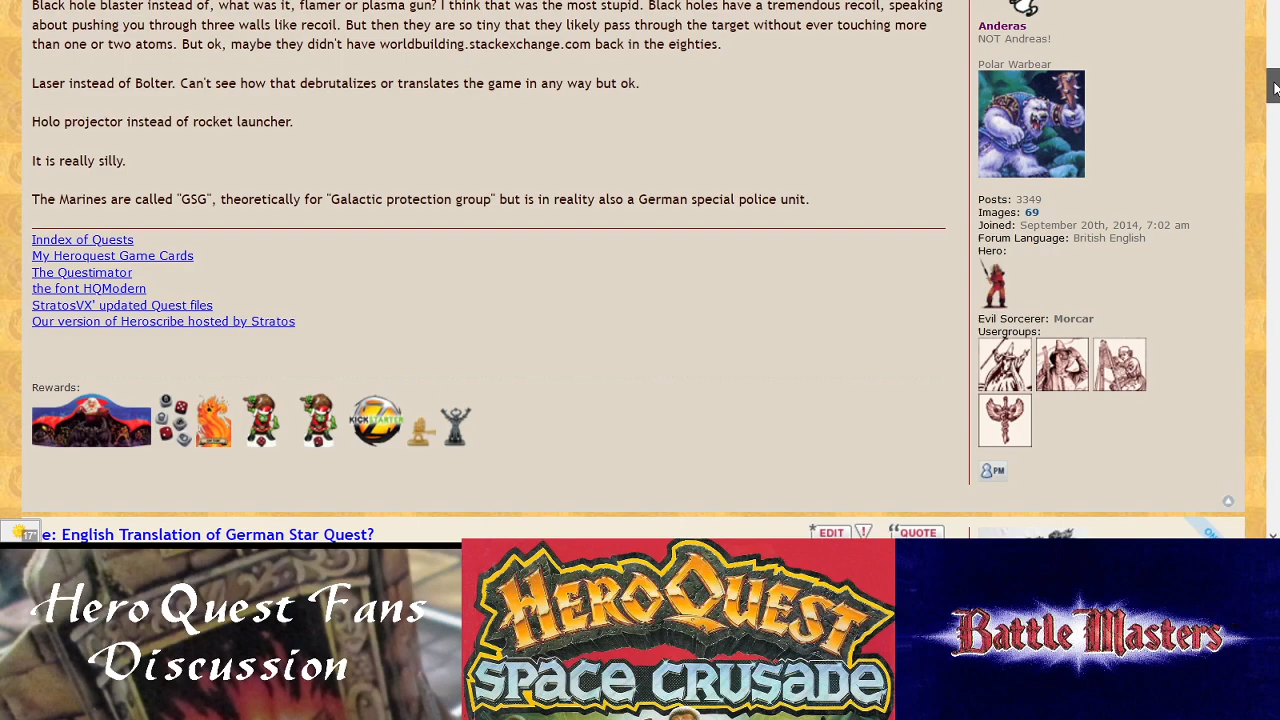 Black hole blaster instead of, what was it, flamer or plasma gun? I think that was the most stupid. Black holes have a tremendous recoil, speaking
about pushing you through three walls like recoil. But then they are so tiny that they likely pass through the target without ever touching more
than one or two atoms. But ok, maybe they didn't have worldbuilding.stackexchange.com back in the eighties.
Laser instead of Bolter. Can't see how that debrutalizes or translates the game in any way but ok.
Holo projector instead of rocket launcher.
It is really silly.
The Marines are called "GSG", theoretically for "Galactic protection group" but is in reality also a German special police unit.
Inndex of Quests
My Heroquest Game Cards
The Questimator
the font HQModern
StratosVX' updated Quest files
Our version of Heroscribe hosted by Stratos
Rewards:
KICKSTARTER
Anderas
NOT Andreas!
Polar Warbear
Posts: 3349
Images: 69
Joined: September 20th, 2014, 7:02 am
Forum Language: British English
Hero:
Evil Sorcerer: Morcar
Usergroups:
PM
17°
e: English Translation of German Star Quest?
EDIT
QUOTE
HeroQuest Fans
Discussion
HEROQUEST
SPACE CRUSADE
Battle Masters